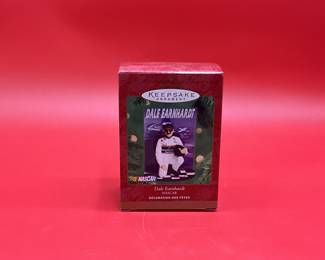 KEEPSAKE
ORNAMENT
DALE EARNHARDT
NASCAR
Dale Earnhardt
NASCAR
DÉCORATION DES FÊTES